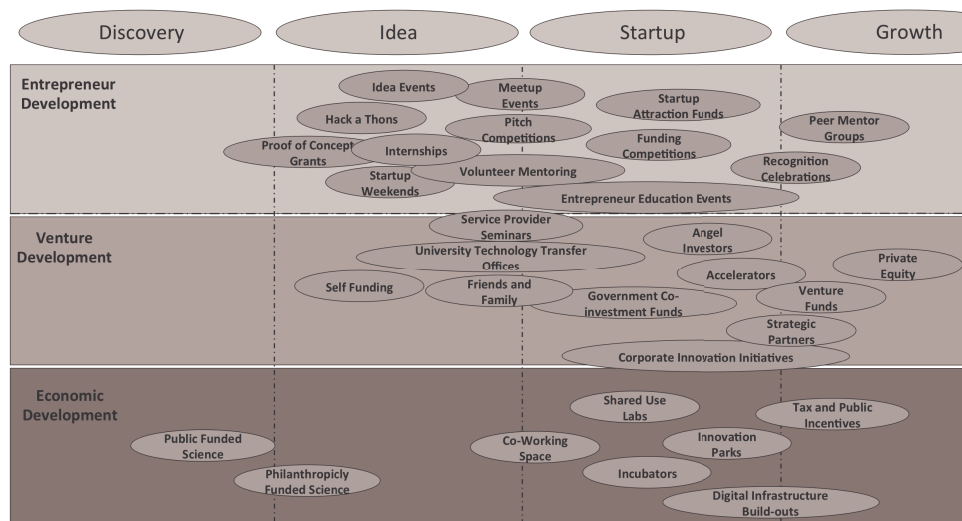 Discovery
Idea
Startup
Growth
Entrepreneur
Development
Idea Events
Meetup
Events
Startup
Attraction Funds
Hack a Thons
Pitch
Competitions
Peer Mentor
Groups
Proof of Concept
Grants
Internships
Funding
Competitions
Startup
Weekends
Volunteer Mentoring
Recognition
Celebrations
Entrepreneur Education Events
Venture
Development
Service Provider
Seminars
Angel
Investors
University Technology Transfer
Offices
Private
Equity
Accelerators
Self Funding
Friends and
Family
Government Co-
investment Funds
Venture
Funds
Strategic
Partners
Corporate Innovation Initiatives
Economic
Development
Shared Use
Labs
Tax and Public
Incentives
Public Funded
Science
Co-Working
Space
Innovation
Parks
Philanthropicly
Funded Science
Incubators
Digital Infrastructure
Build-outs